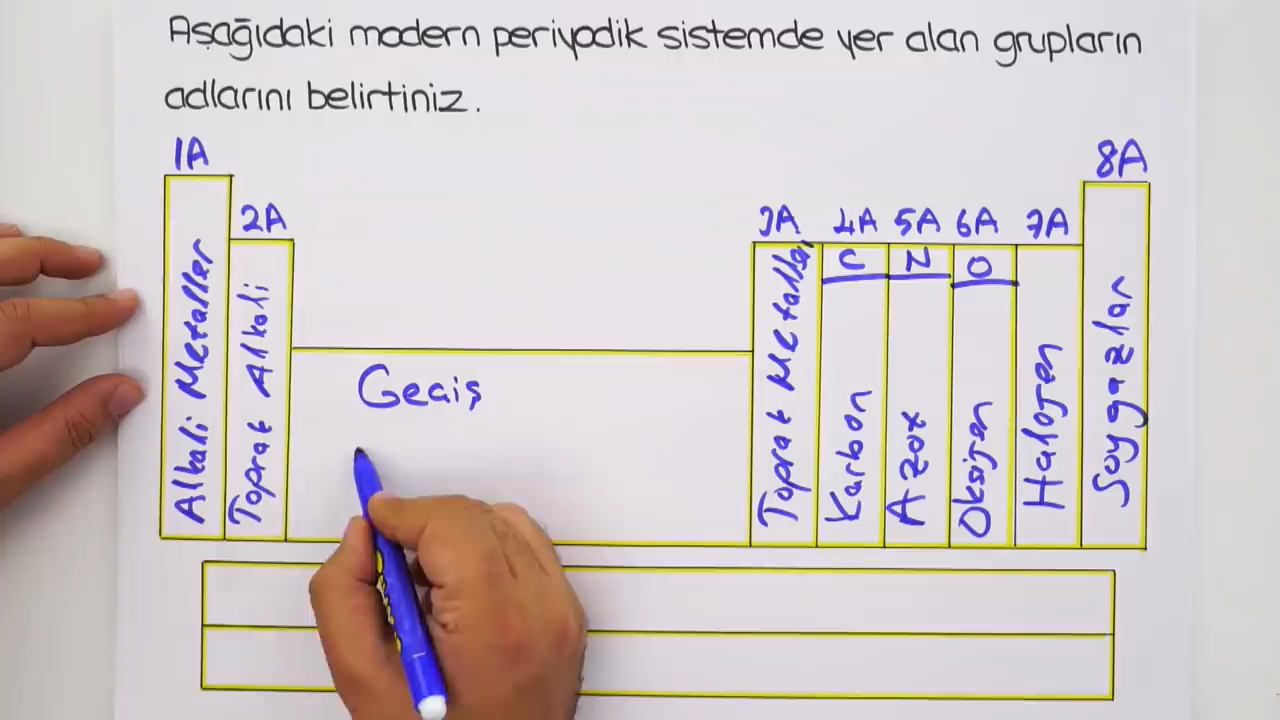 Aşağıdaki modern periyodik sistemde yer alan grupların
adlarını belirtiniz.
1A
2A
3A
4A
5A
6A
7A
8A
C
N
O
Alkali Metaller
Toprak Alkali
Geçiş
Toprak Metalleri
Karbon
Azot
Oksijen
Halojen
Soygazlar